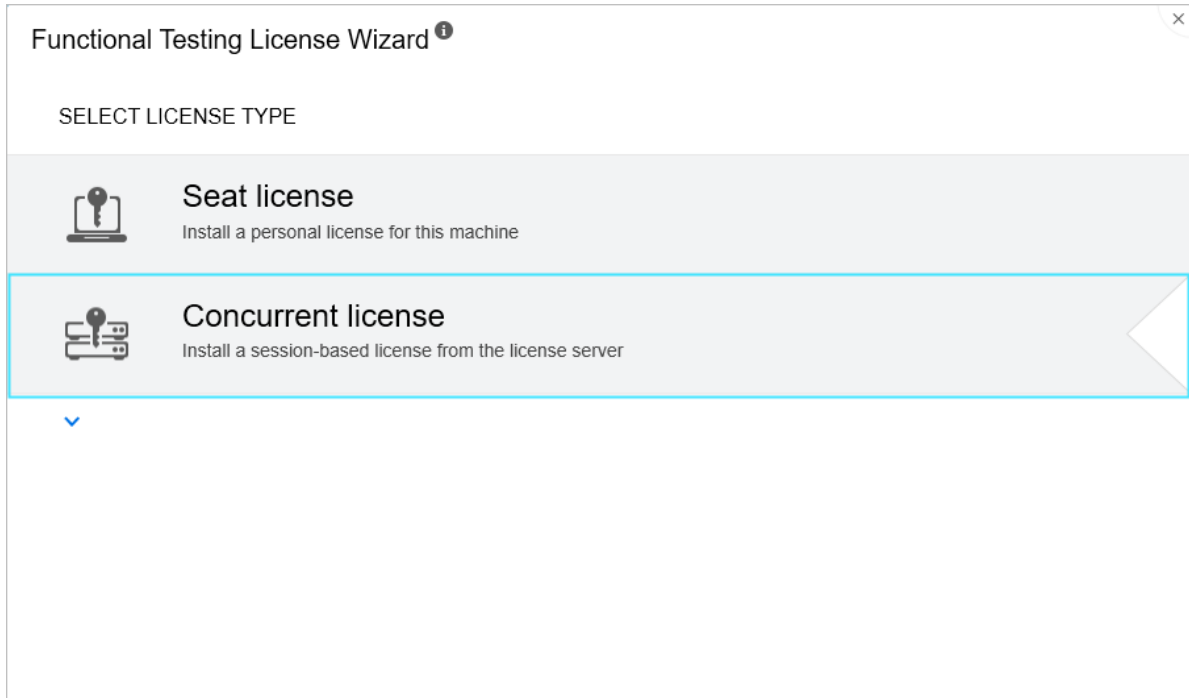 Functional Testing License Wizard
SELECT LICENSE TYPE
Seat license
Install a personal license for this machine
Concurrent license
Install a session-based license from the license server